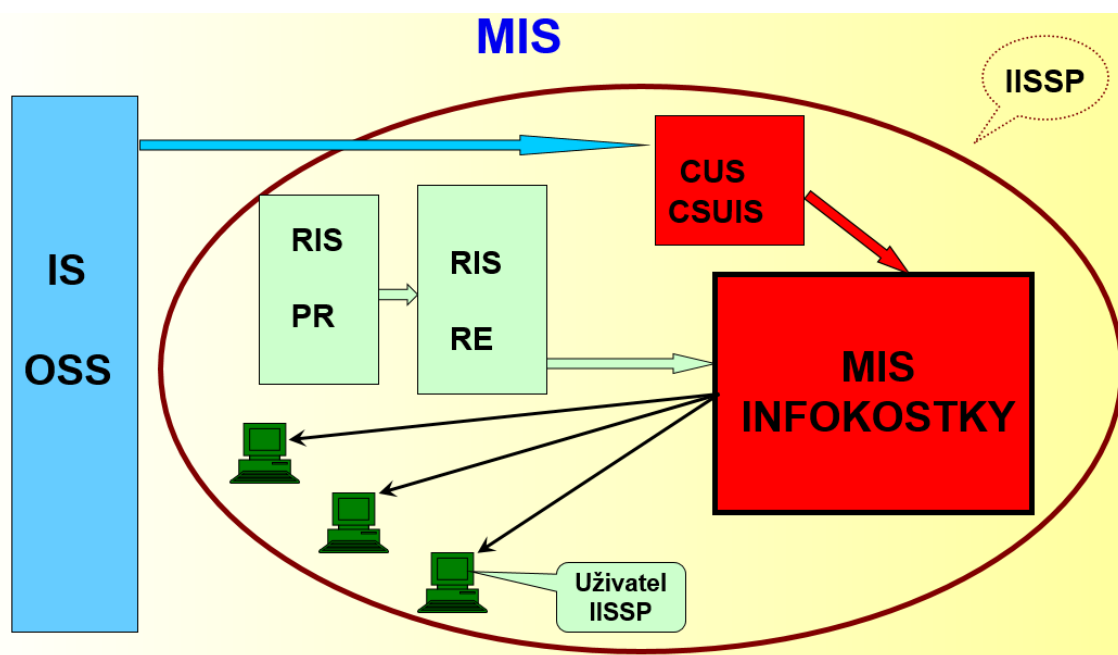 MIS
IISSP
IS
OSS
CUS
CSUIS
RIS
PR
RIS
RE
MIS
INFOKOSTKY
Uživatel
IISSP